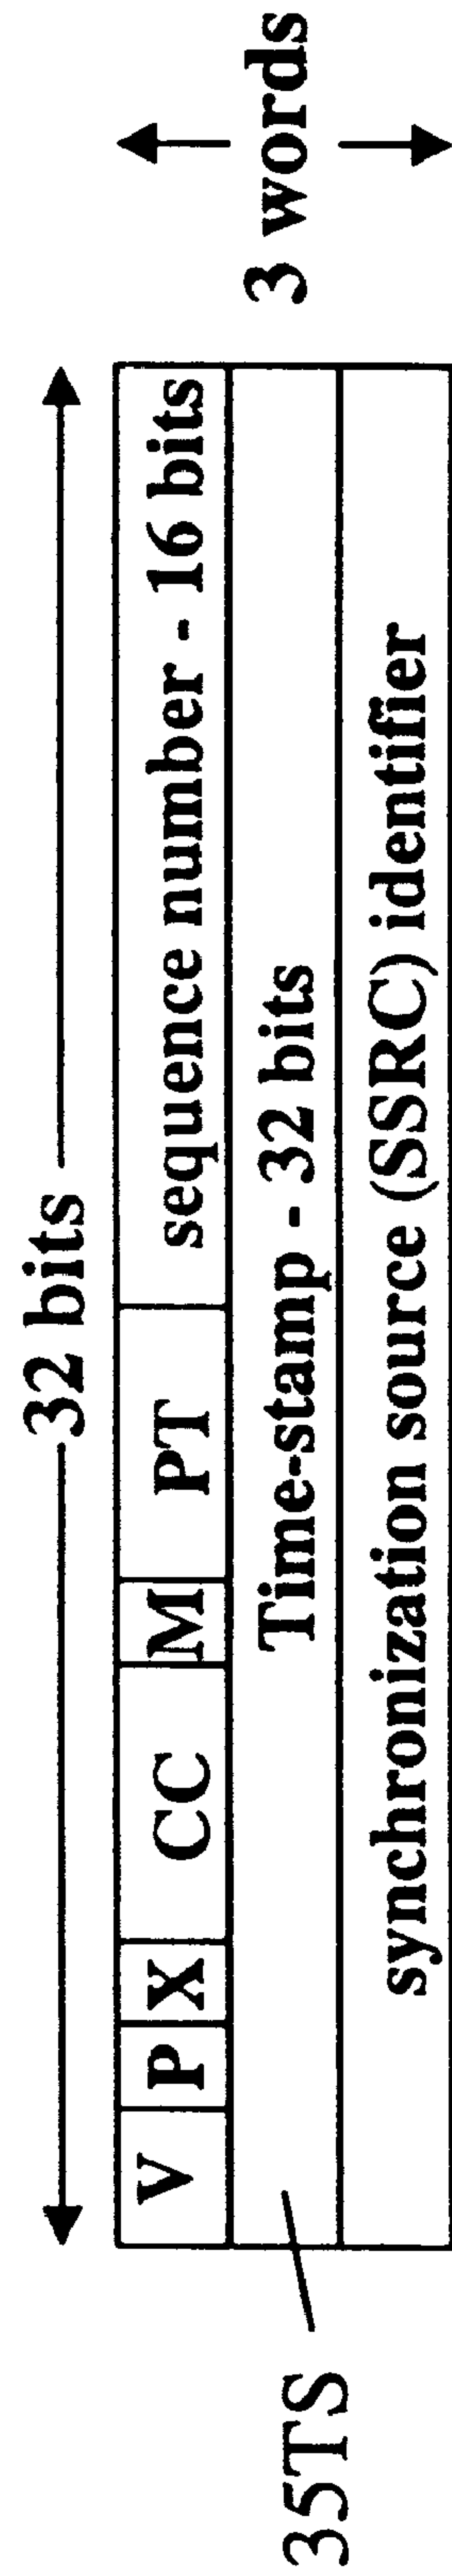 32 bits
V P X CC M PT sequence number - 16 bits
Time-stamp - 32 bits
synchronization source (SSRC) identifier
3 words
35TS